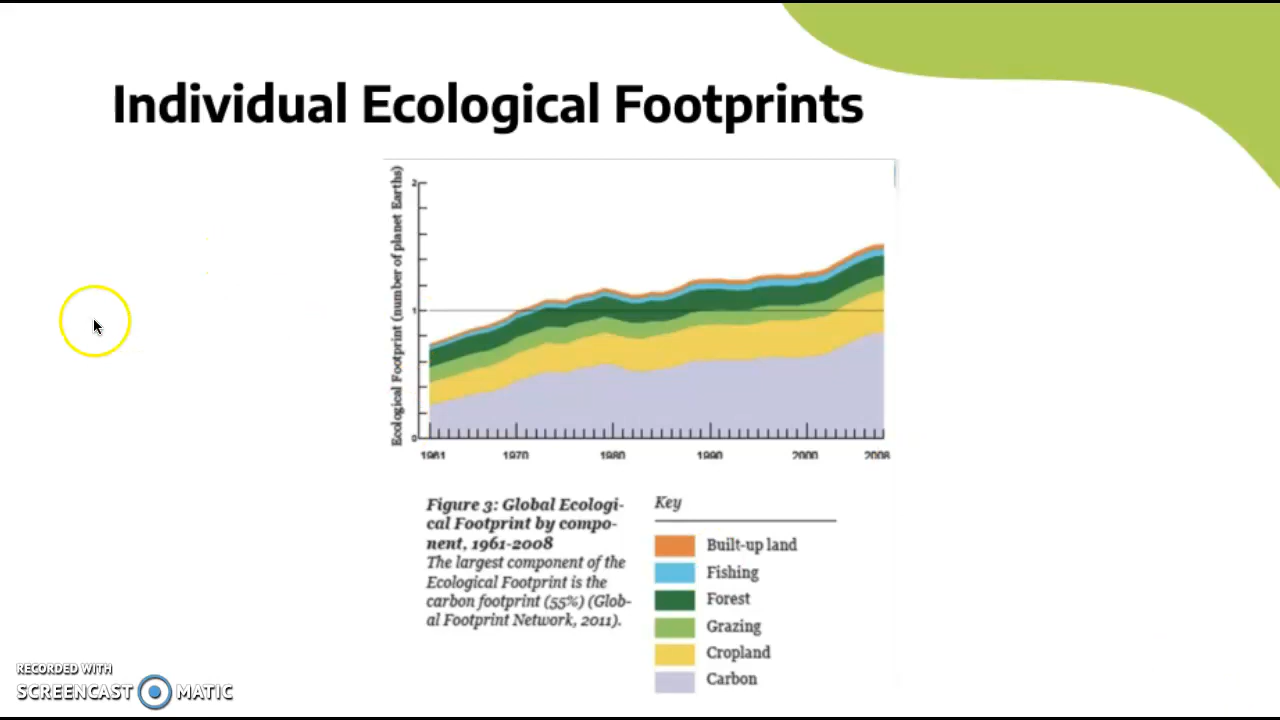 Individual Ecological Footprints
Ecological Footprint (number of planet Earths)
2
1
0
1961 1970 1980 1990 2000 2008
Figure 3: Global Ecologi-
cal Footprint by compo-
nent, 1961-2008
The largest component of the
Ecological Footprint is the
carbon footprint (55%) (Glob-
al Footprint Network, 2011).
Key
Built-up land
Fishing
Forest
Grazing
Cropland
Carbon
RECORDED WITH
SCREENCAST MATIC